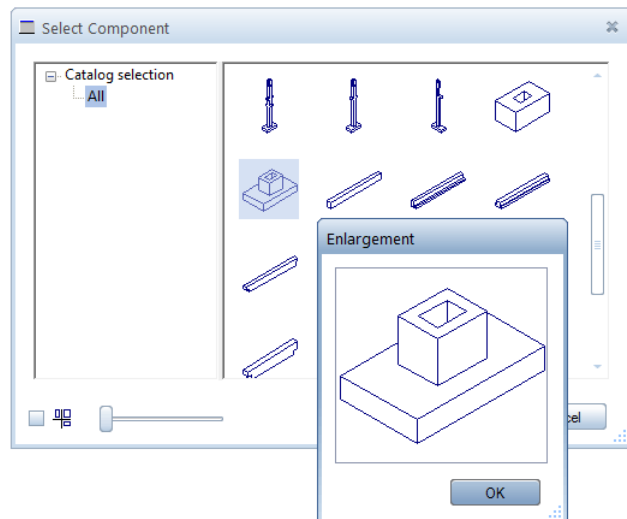 Select Component
Catalog selection
All
Enlargement
cel
OK